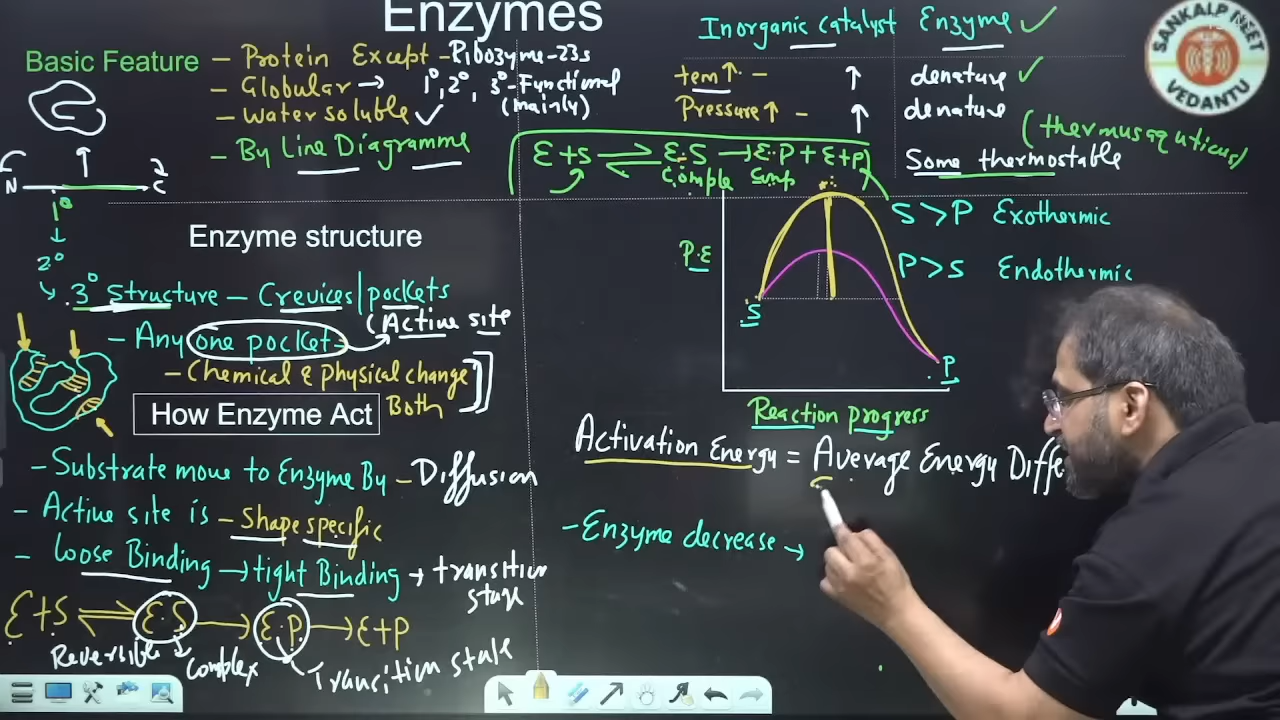 Enzymes
Basic Feature
- Protein Except - Ribozyme - 23s
- Globular → 1°, 2°, 3° - Functional
(mainly)
- Water soluble ✓
- By Line Diagramme
N C
1°
↓
2°
Inorganic catalyst Enzyme ✓
tem ↑ - ↑ denature ✓
Pressure ↑ - ↑ denature
(thermusaquticus)
Some thermostable
SANKALP NEET
VEDANTU
E + S ⇌ E·S → E·P + E + P
Comple
S > P Exothermic
P > S Endothermic
P.E
S
P
Reaction progress
Enzyme structure
3° Structure - Crevices | pockets
(Active site
- Any one pocket
- Chemical & Physical change
Both
How Enzyme Act
- Substrate move to Enzyme By - Diffusion
- Active site is - Shape specific
- loose Binding → tight Binding → transition
stage
E + S ⇌ E·S → E·P → E + P
Reversible Complex Transition state
Activation Energy = Average Energy Diffe
- Enzyme decrease →